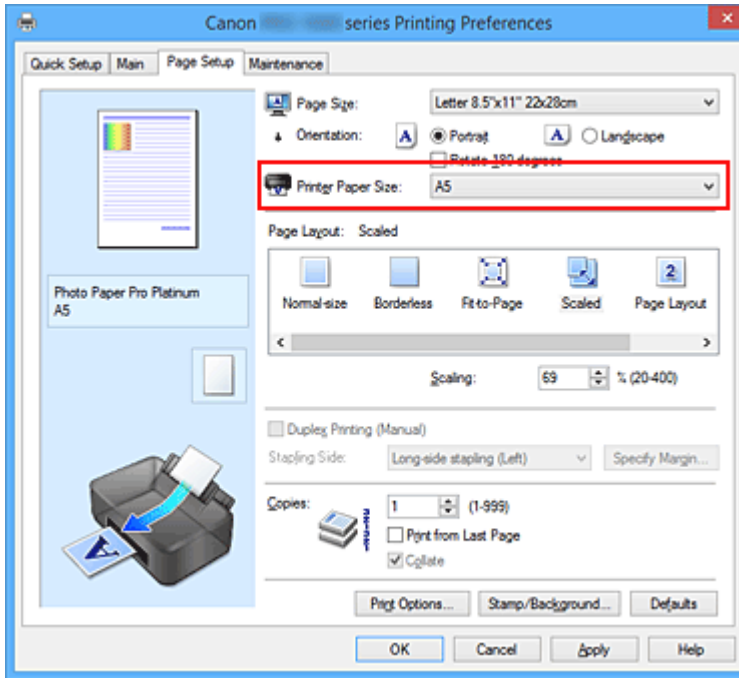 Canon series Printing Preferences
Quick Setup Main Page Setup Maintenance
Page Size: Letter 8.5"x11" 22x28cm
Orientation: A Portrait A Landscape
Rotate 180 degrees
Printer Paper Size: A5
Page Layout: Scaled
Normal-size Borderless Fit-to-Page Scaled 2 Page Layout
Photo Paper Pro Platinum
A5
Scaling: 69 % (20-400)
Duplex Printing (Manual)
Stapling Side: Long-side stapling (Left) Specify Margin...
Copies: 1 (1-999)
Print from Last Page
Collate
A
Print Options... Stamp/Background... Defaults
OK Cancel Apply Help